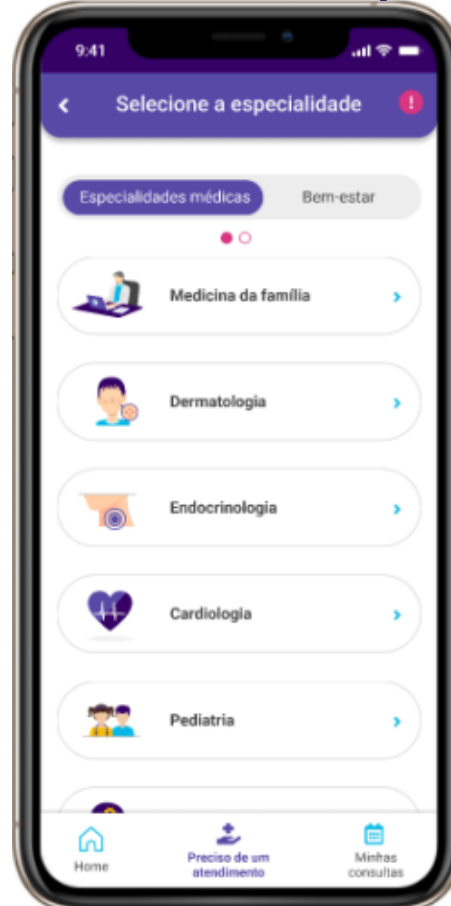 9:41
Selecione a especialidade
!
Especialidades médicas
Bem-estar
Medicina da família
Dermatologia
Endocrinologia
Cardiologia
Pediatria
Home
Preciso de um
atendimento
Minhas
consultas